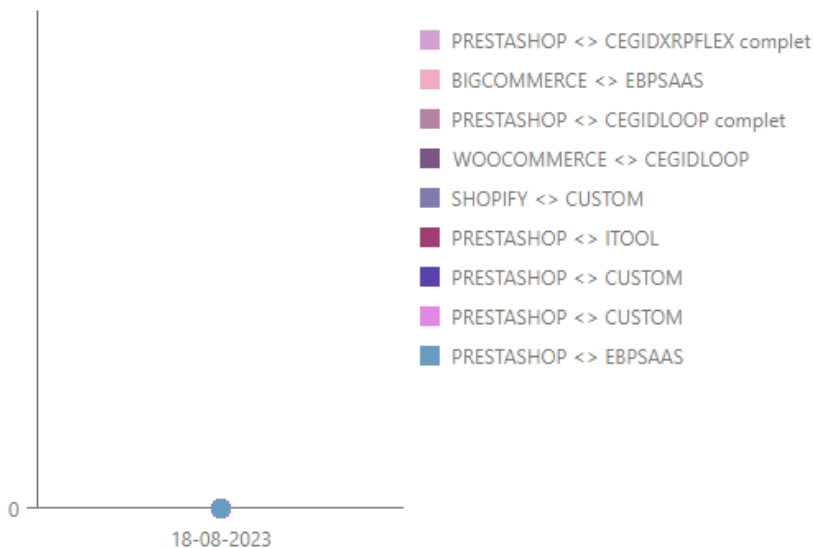 PRESTASHOP <> CEGIDXRPFLEX complet
BIGCOMMERCE <> EBPSAAS
PRESTASHOP <> CEGIDLOOP complet
WOOCOMMERCE <> CEGIDLOOP
SHOPIFY <> CUSTOM
PRESTASHOP <> ITOOL
PRESTASHOP <> CUSTOM
PRESTASHOP <> CUSTOM
PRESTASHOP <> EBPSAAS
0
18-08-2023